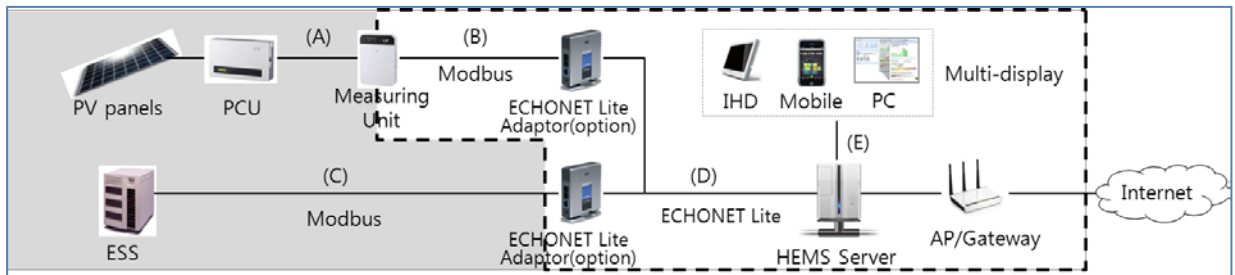 (A)
(B)
Modbus
PV panels
PCU
Measuring
Unit
ECHONET Lite
Adaptor(option)
IHD
Mobile
PC
Multi-display
(E)
(C)
Modbus
ESS
ECHONET Lite
Adaptor(option)
(D)
ECHONET Lite
HEMS Server
AP/Gateway
Internet